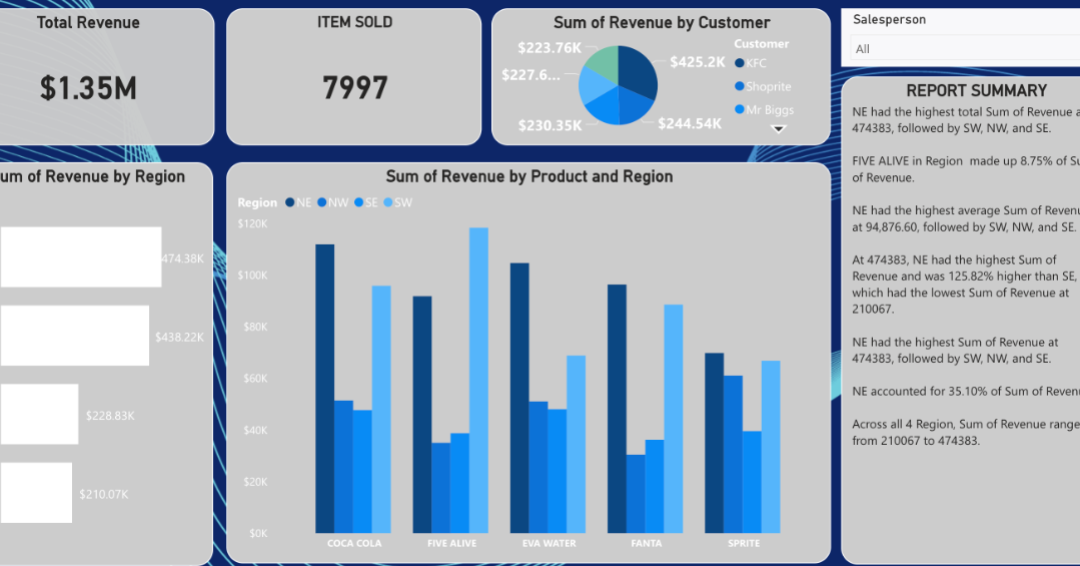 Total Revenue
$1.35M
ITEM SOLD
7997
Sum of Revenue by Customer
$223.76K
$227.6...
$230.35K
$425.2K
$244.54K
Customer
KFC
Shoprite
Mr Biggs
Salesperson
All
um of Revenue by Region
474.38K
$438.22K
$228.83K
$210.07K
Sum of Revenue by Product and Region
Region NE NW SE SW
$120K
$100K
$80K
$60K
$40K
$20K
$0K
COCA COLA FIVE ALIVE EVA WATER FANTA SPRITE
REPORT SUMMARY
NE had the highest total Sum of Revenue a
474383, followed by SW, NW, and SE.
FIVE ALIVE in Region made up 8.75% of Su
of Revenue.
NE had the highest average Sum of Revenu
at 94,876.60, followed by SW, NW, and SE.
At 474383, NE had the highest Sum of
Revenue and was 125.82% higher than SE,
which had the lowest Sum of Revenue at
210067.
NE had the highest Sum of Revenue at
474383, followed by SW, NW, and SE.
NE accounted for 35.10% of Sum of Revenu
Across all 4 Region, Sum of Revenue range
from 210067 to 474383.